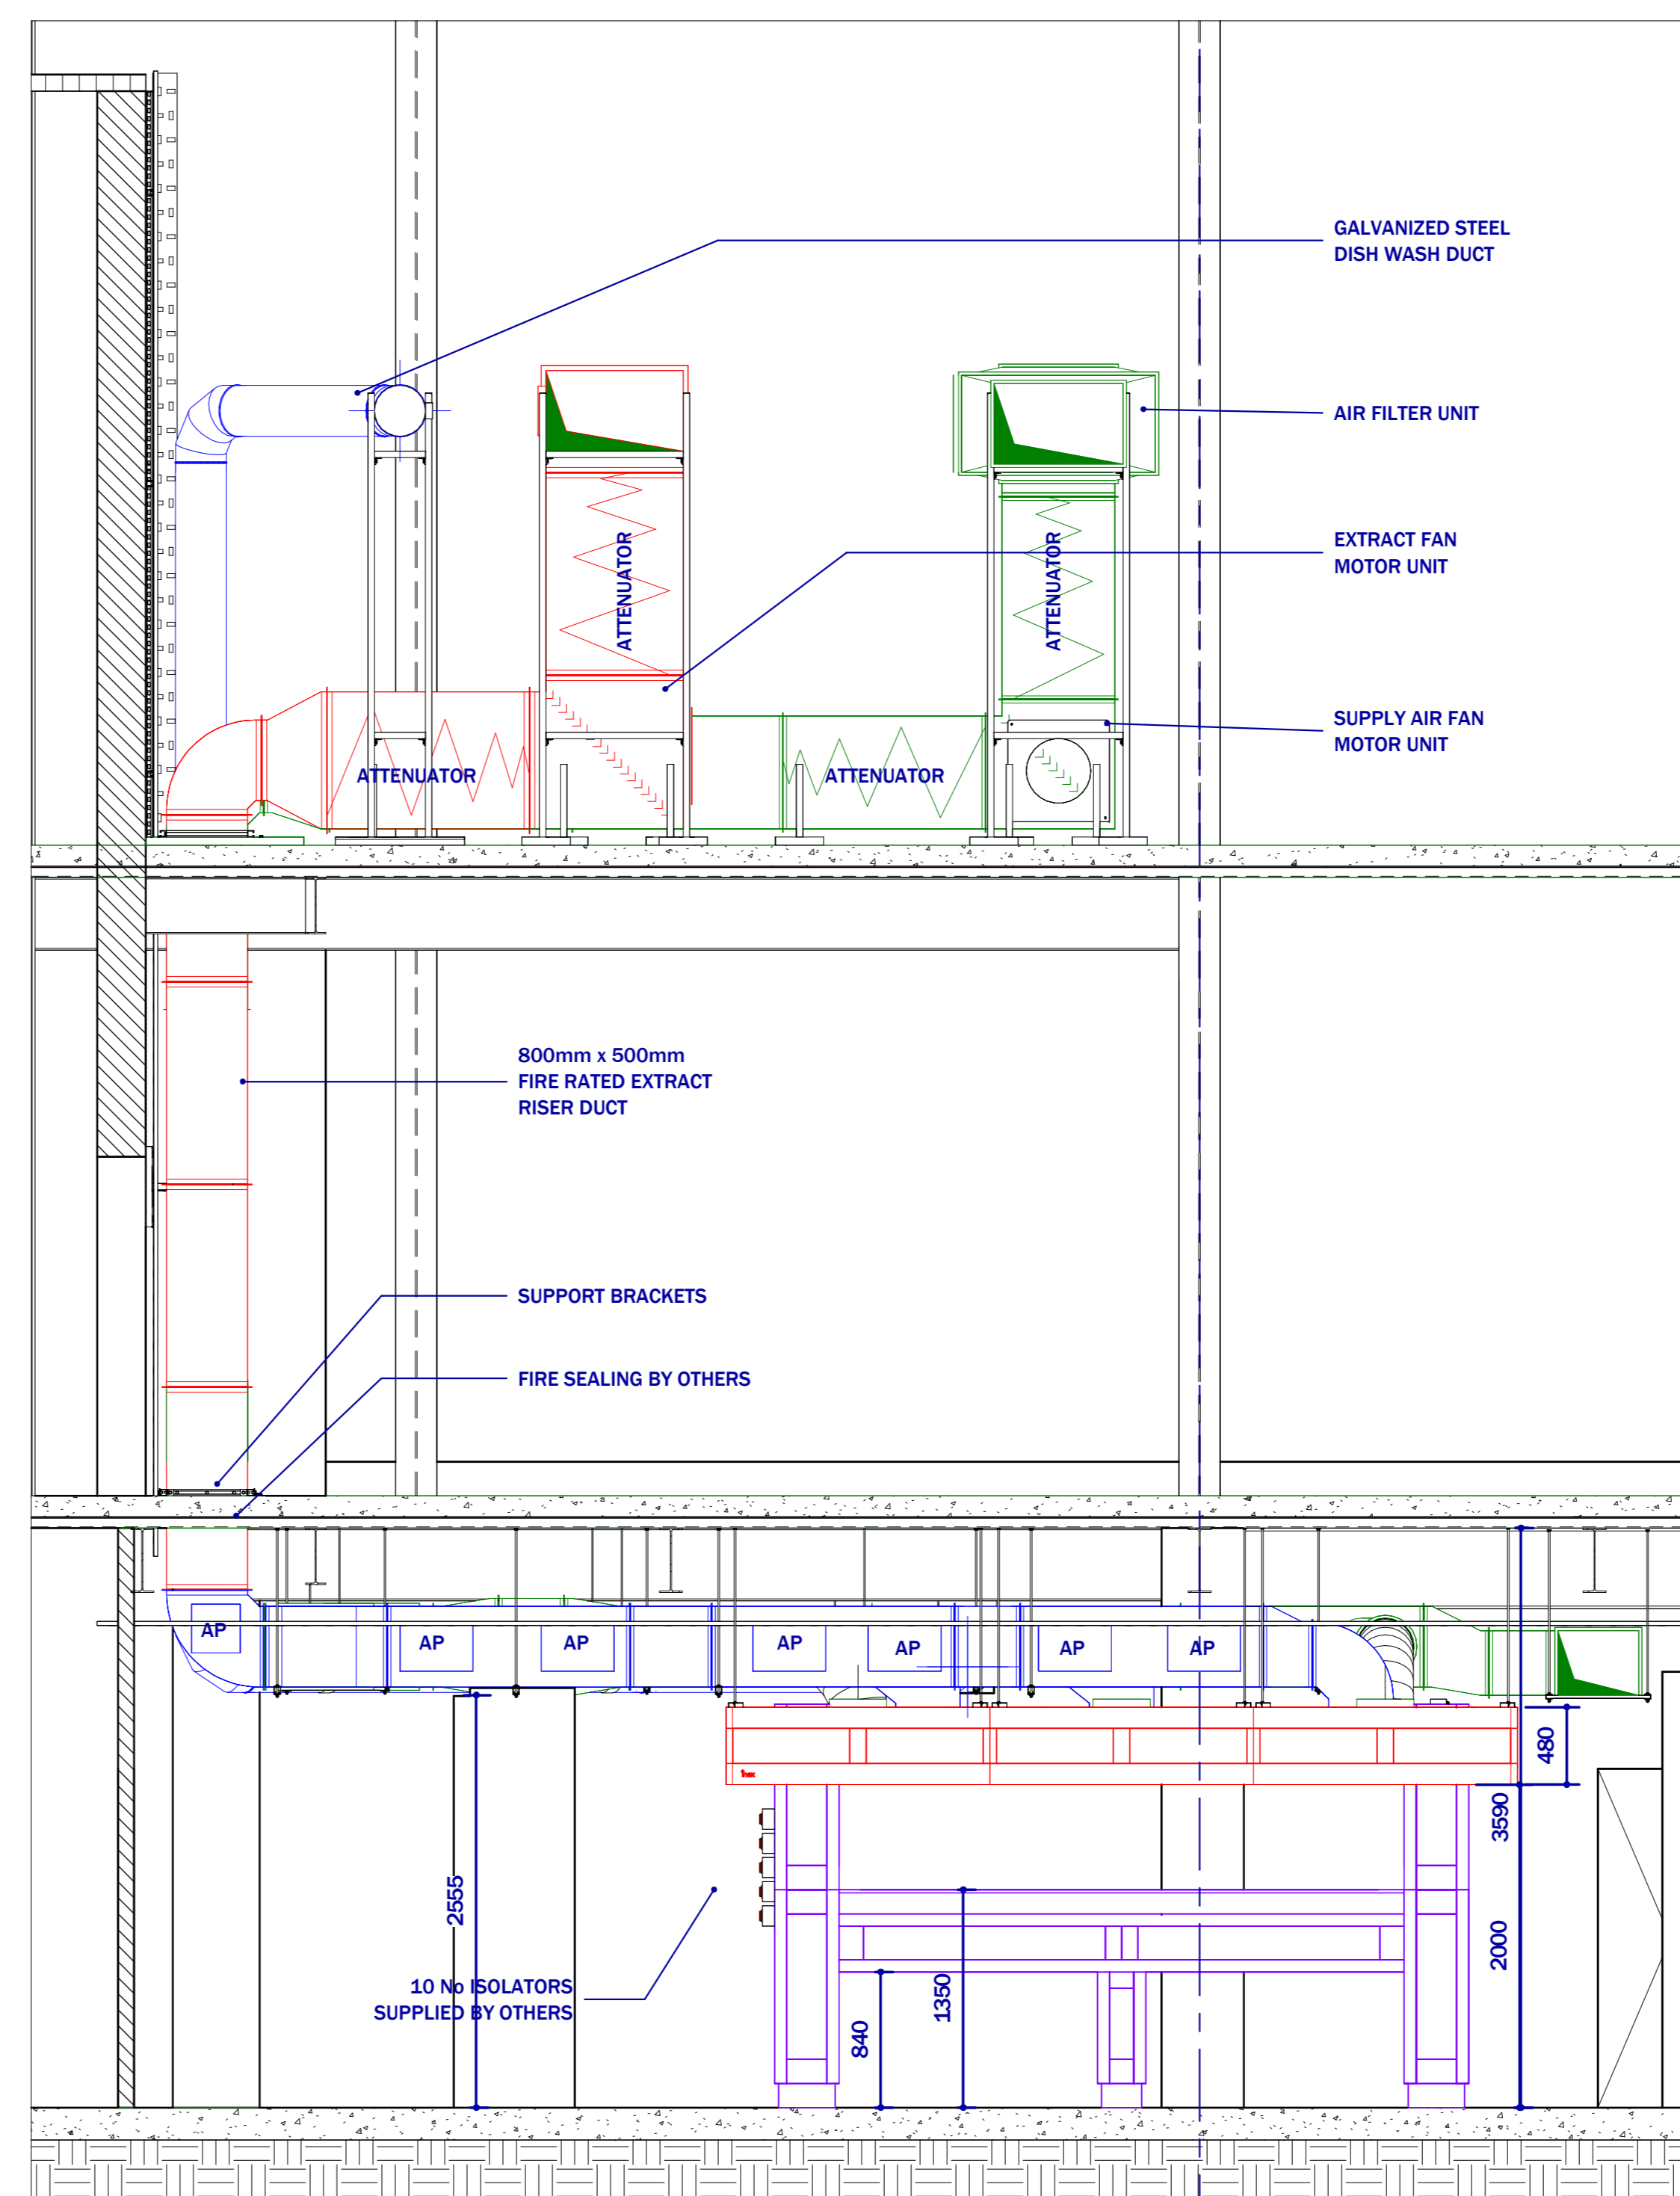 GALVANIZED STEEL
DISH WASH DUCT
AIR FILTER UNIT
EXTRACT FAN
MOTOR UNIT
ATTENUATOR
ATTENUATOR
SUPPLY AIR FAN
MOTOR UNIT
ATTENUATOR
ATTENUATOR
800mm x 500mm
FIRE RATED EXTRACT
RISER DUCT
SUPPORT BRACKETS
FIRE SEALING BY OTHERS
AP
AP
AP
AP
AP
AP
AP
480
3590
2555
2000
1350
840
10 No ISOLATORS
SUPPLIED BY OTHERS